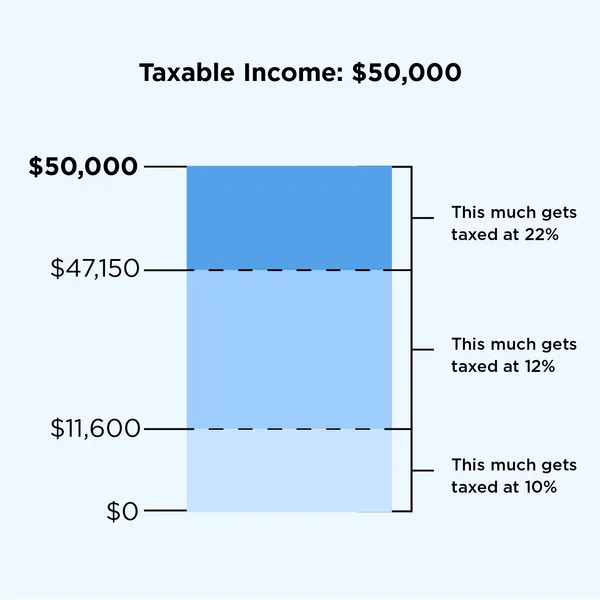 Taxable Income: $50,000
$50,000
This much gets
taxed at 22%
$47,150
This much gets
taxed at 12%
$11,600
This much gets
taxed at 10%
$0